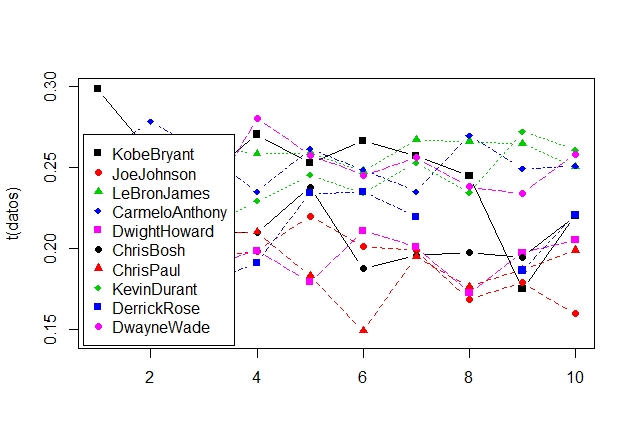 0.30
0.25
0.20
0.15
t(datos)
KobeBryant
JoeJohnson
LeBronJames
CarmeloAnthony
DwightHoward
ChrisBosh
ChrisPaul
KevinDurant
DerrickRose
DwayneWade
2 4 6 8 10